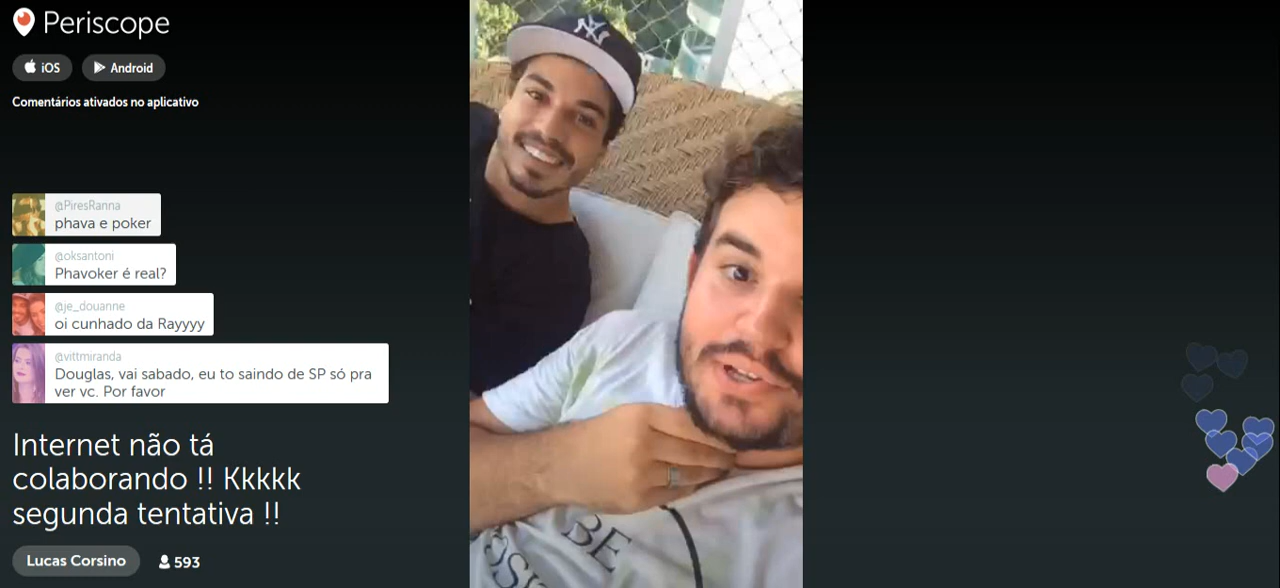 Periscope
iOS
Android
Comentários ativados no aplicativo
@PiresRanna
phava e poker
@oksantoni
Phavoker é real?
@je_douanne
oi cunhado da Rayyyy
@vittmiranda
Douglas, vai sabado, eu to saindo de SP só pra
ver vc. Por favor
Internet não tá
colaborando !! Kkkkk
segunda tentativa !!
Lucas Corsino
593
NY
BE